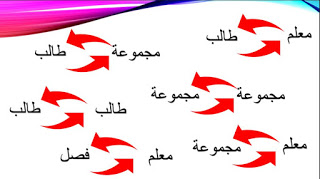 معلم طالب
مجموعة طالب
مجموعة مجموعة
طالب طالب
معلم مجموعة
معلم فصل